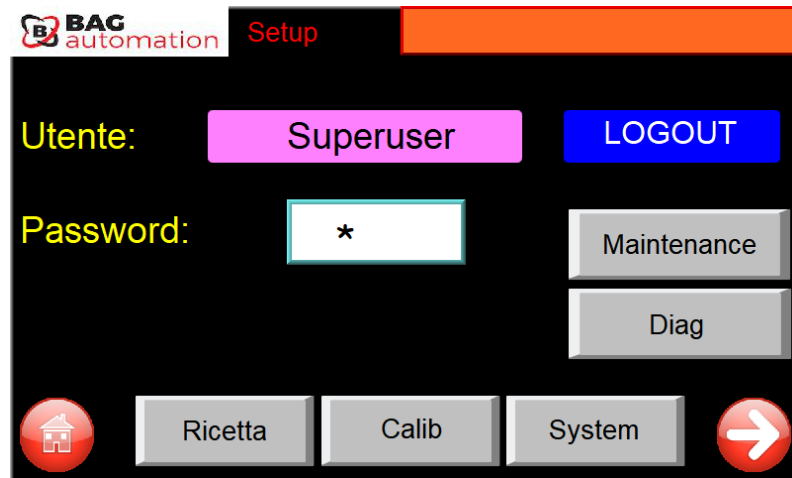 BAG
automation
Setup
Utente:
Superuser
LOGOUT
Password:
*
Maintenance
Diag
Ricetta
Calib
System